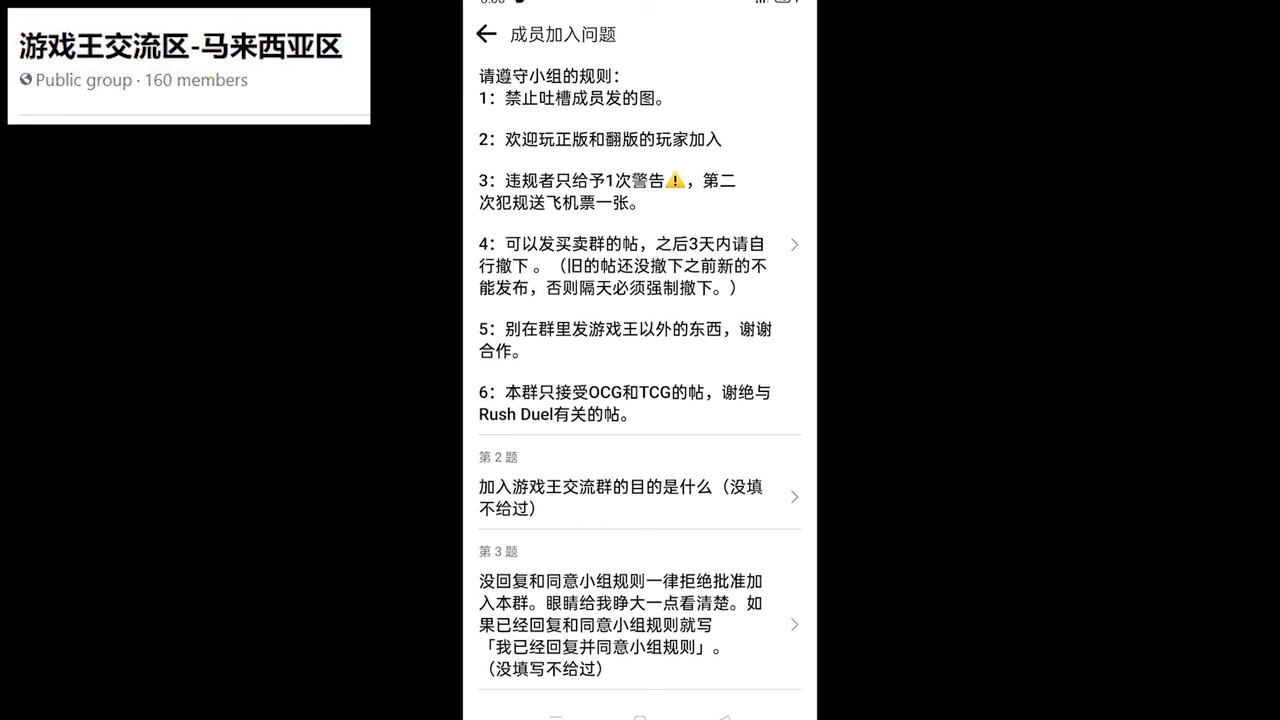 游戏王交流区-马来西亚区
Public group · 160 members
成员加入问题
请遵守小组的规则：
1：禁止吐槽成员发的图。
2：欢迎玩正版和翻版的玩家加入
3：违规者只给予1次警告⚠️，第二
次犯规送飞机票一张。
4：可以发买卖群的帖，之后3天内请自
行撤下 。（旧的帖还没撤下之前新的不
能发布，否则隔天必须强制撤下。）
5：别在群里发游戏王以外的东西，谢谢
合作。
6：本群只接受OCG和TCG的帖，谢绝与
Rush Duel有关的帖。
第 2 题
加入游戏王交流群的目的是什么（没填
不给过）
第 3 题
没回复和同意小组规则一律拒绝批准加
入本群。眼睛给我睁大一点看清楚。如
果已经回复和同意小组规则就写
「我已经回复并同意小组规则」。
（没填写不给过）